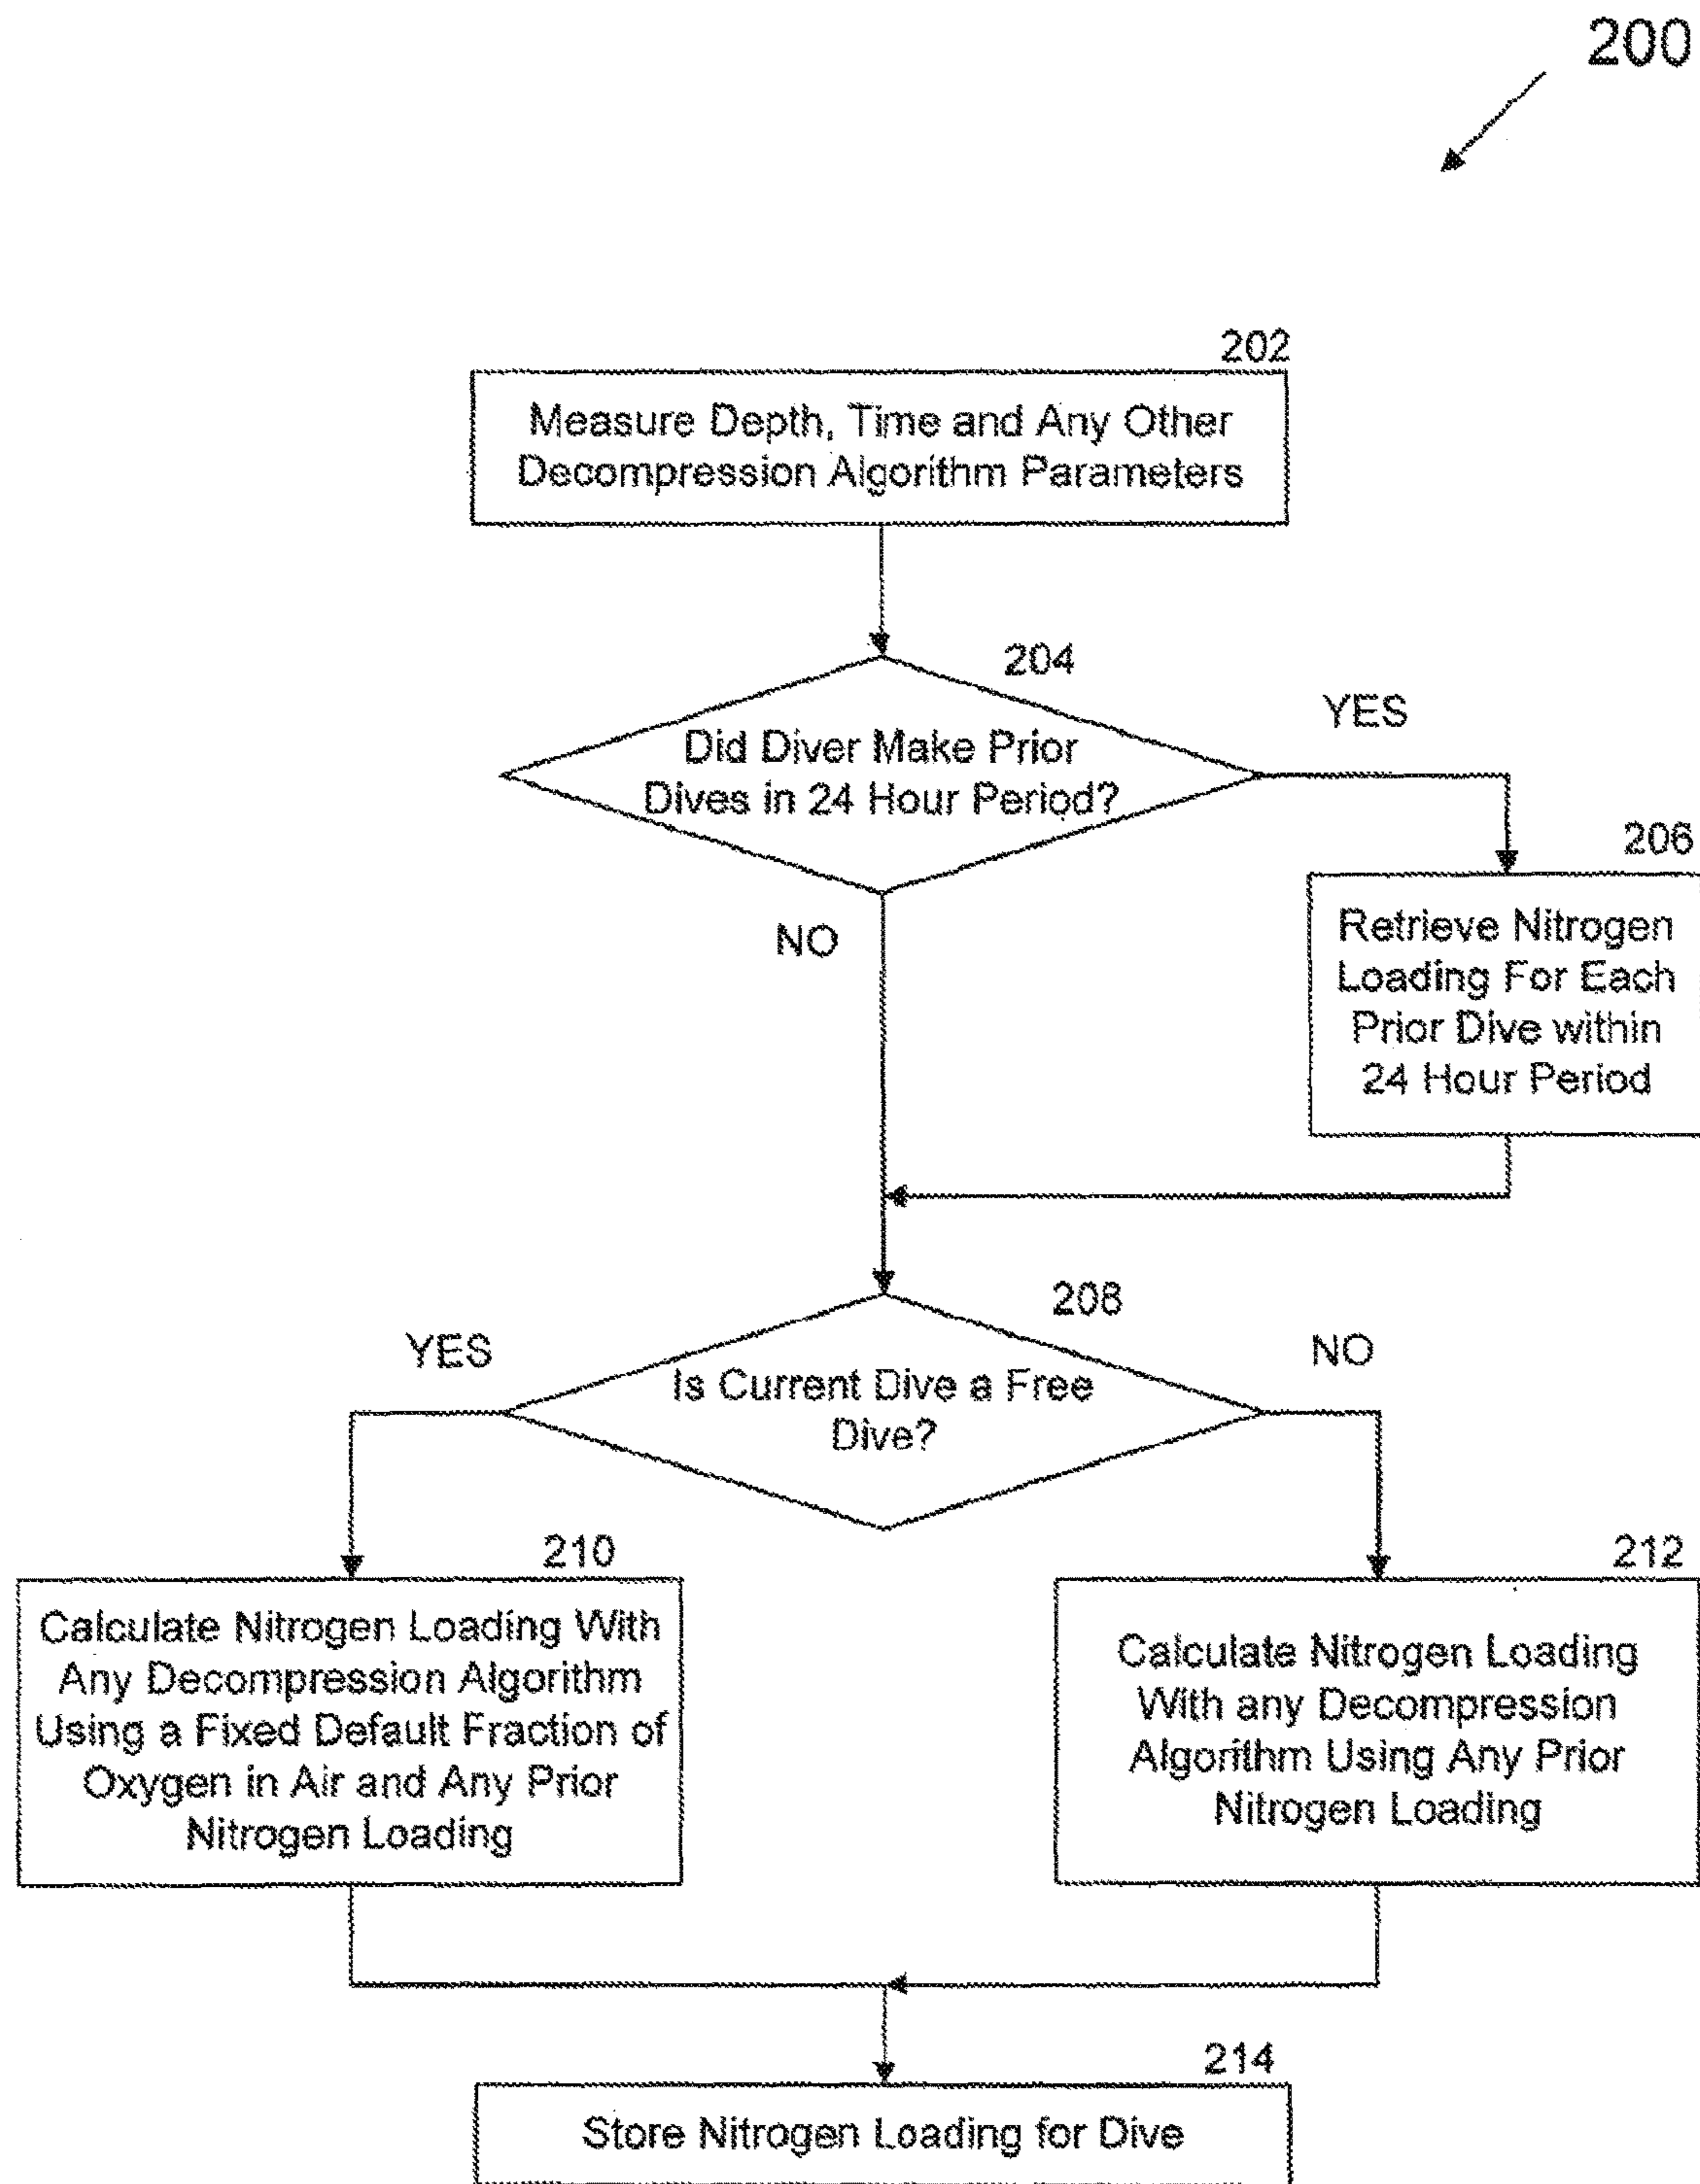 200
202
Measure Depth, Time and Any Other
Decompression Algorithm Parameters
204
YES
Did Diver Make Prior
Dives in 24 Hour Period?
206
NO
Retrieve Nitrogen
Loading For Each
Prior Dive within
24 Hour Period
208
YES
NO
Is Current Dive a Free
Dive?
210
212
Calculate Nitrogen Loading With
Any Decompression Algorithm
Using a Fixed Default Fraction of
Oxygen in Air and Any Prior
Nitrogen Loading
Calculate Nitrogen Loading
With any Decompression
Algorithm Using Any Prior
Nitrogen Loading
214
Store Nitrogen Loading for Dive